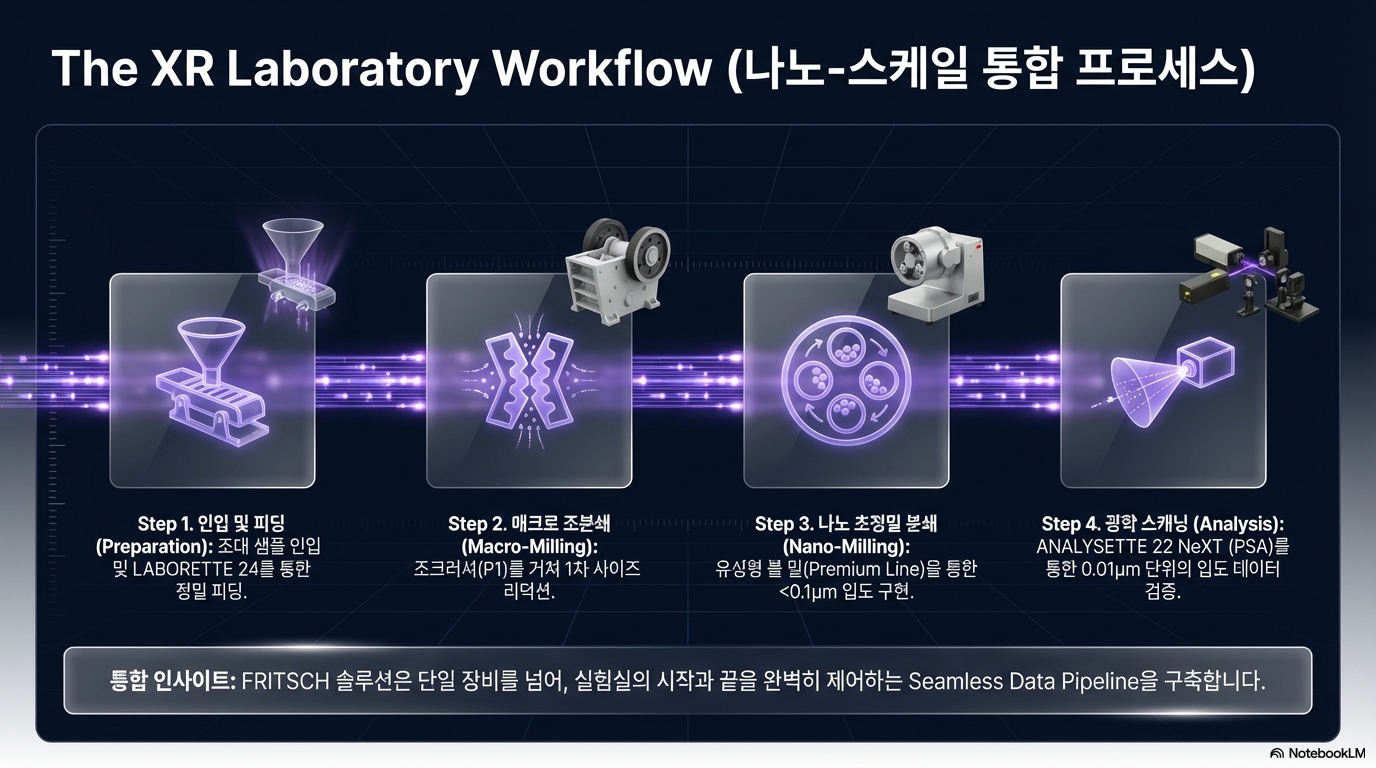 The XR Laboratory Workflow (나노-스케일 통합 프로세스)
Step 1. 인입 및 피딩
(Preparation): 조대 샘플 인입
및 LABORETTE 24를 통한
정밀 피딩.
Step 2. 매크로 조분쇄
(Macro-Milling):
조크러셔(P1)를 거쳐 1차 사이즈
리덕션.
Step 3. 나노 초정밀 분쇄
(Nano-Milling):
유성형 볼 밀(Premium Line)을 통한
<0.1μm 입도 구현.
Step 4. 광학 스캐닝 (Analysis):
ANALYSETTE 22 NeXT (PSA)를
통한 0.01μm 단위의 입도 데이터
검증.
통합 인사이트: FRITSCH 솔루션은 단일 장비를 넘어, 실험실의 시작과 끝을 완벽히 제어하는 Seamless Data Pipeline을 구축합니다.
NotebookLM